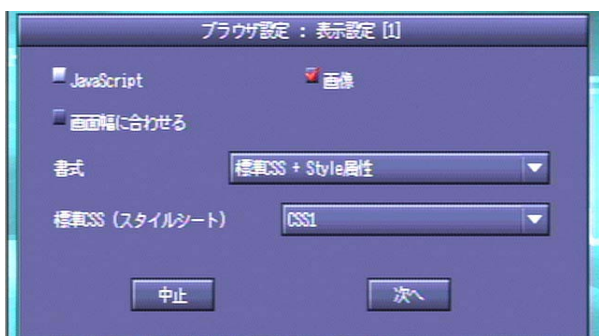 ブラウザ設定 : 表示設定 [1]
JavaScript 画像
画面幅に合わせる
書式 標準CSS + Style属性
標準CSS (スタイルシート) CSS1
中止 次へ